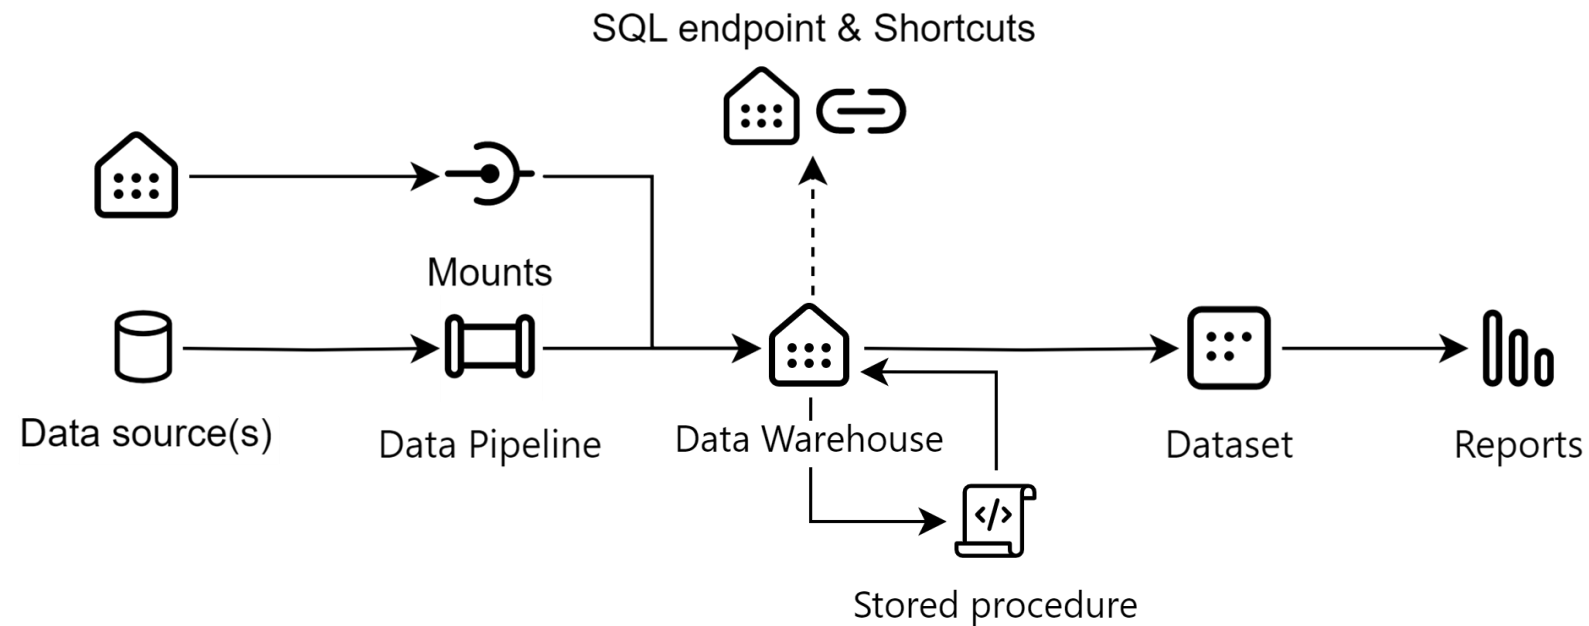 SQL endpoint & Shortcuts
Mounts
Data source(s)
Data Pipeline
Data Warehouse
Dataset
Reports
</>
Stored procedure